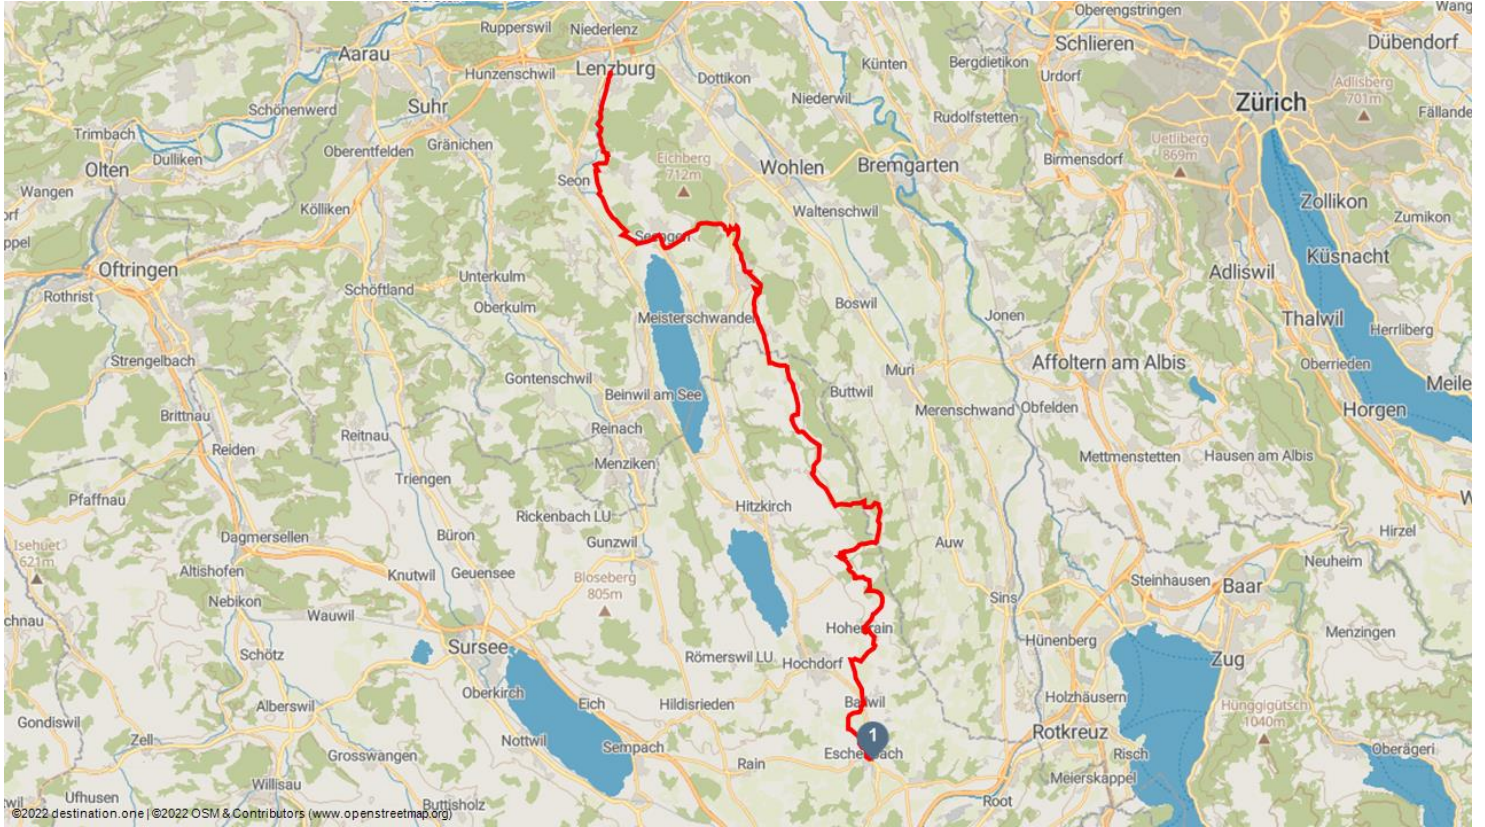 Oberengstringen
Wang
Rupperswil
Niederlenz
Aarau
Schlieren
Dübendorf
Lenzburg
Hunzenschwil
Dottikon
Künten
Bergdietikon
Urdorf
Adlisberg
701m
Schönenwerd
Suhr
Niederwil
Zürich
Fällande
Trimbach
Gränichen
Rudolfstetten
Oberentfelden
Dulliken
Olten
Eichberg
712m
Wohlen
Bremgarten
Birmensdorf
Uetliberg
869m
Wangen
Seon
Zollikon
orf
Kölliken
Waltenschwil
Zumikon
ppel
Seengen
Küsnacht
Oftringen
Unterkulm
Adliswil
Rothrist
Schöftland
Oberkulm
Boswil
Jonen
Meisterschwanden
Thalwil
Herrliberg
Strengelbach
Muri
Affoltern am Albis
Oberrieden
Gontenschwil
Beinwil am See
Buttwil
Meile
Brittnau
Merenschwand
Obfelden
Horgen
Reitnau
Reinach
Reiden
Mettmenstetten
Hausen am Albis
Menziken
Triengen
Pfaffnau
Hitzkirch
W
Rickenbach LU
Dagmersellen
Büron
Hirzel
Isehuet
621m
Gunzwil
Auw
Neuheim
Altishofen
Knutwil
Geuensee
Bloseberg
805m
Steinhausen
Baar
Nebikon
Sins
chnau
Wauwil
Hohenrain
Hünenberg
Menzingen
Sursee
Schötz
Römerswil LU
Hochdorf
Zug
Oberkirch
Holzhäusern
Alberswil
Eich
Hildisrieden
Ballwil
Hünggigütsch
1040m
Gondiswil
Zell
Nottwil
Sempach
1
Rotkreuz
Grosswangen
Eschenbach
Risch
Oberägeri
Rain
Meierskappel
Willisau
wil
Ufhusen
Buttisholz
Root
©2022 destination.one | ©2022 OSM & Contributors (www.openstreetmap.org)